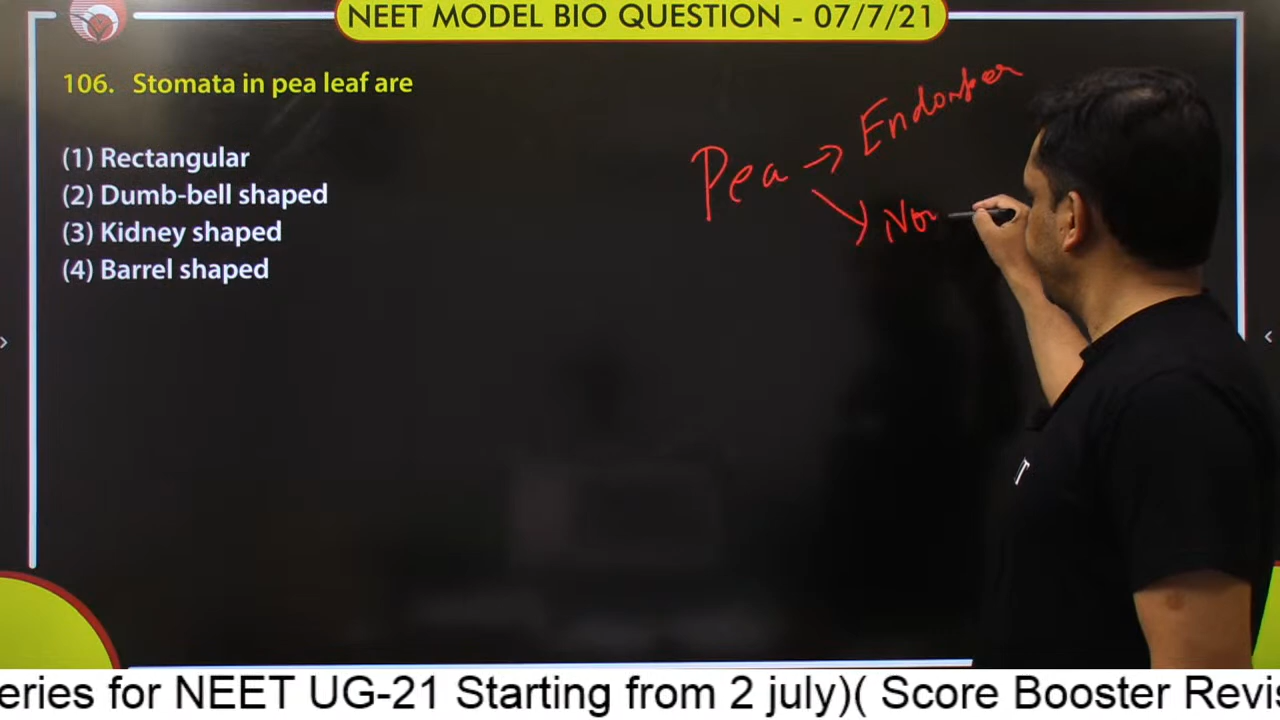 NEET MODEL BIO QUESTION - 07/7/21
106. Stomata in pea leaf are
(1) Rectangular
(2) Dumb-bell shaped
(3) Kidney shaped
(4) Barrel shaped
Pea → 
Non
eries for NEET UG-21 Starting from 2 july)( Score Booster Revis